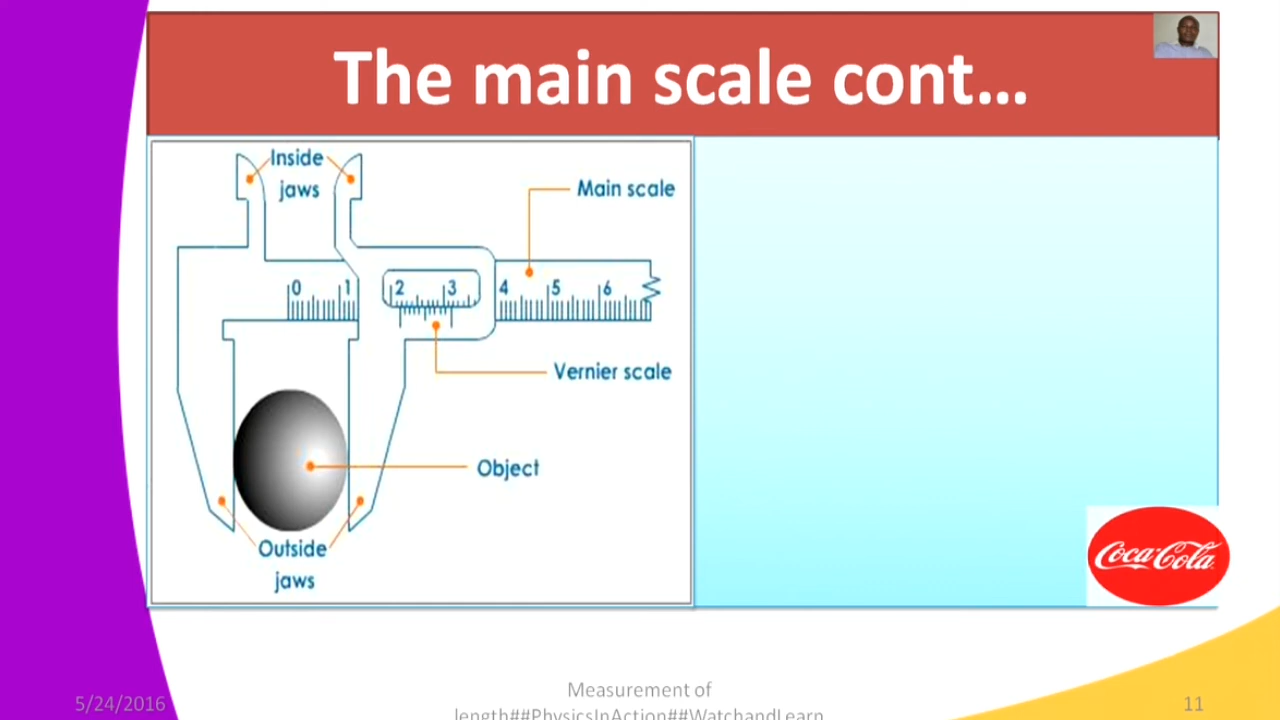 The main scale cont...
Inside
jaws
Main scale
0 1 2 3 4 5 6
Vernier scale
Object
Outside
jaws
Coca-Cola
5/24/2016
Measurement of
length##PhysicsInAction##WatchandLearn
11